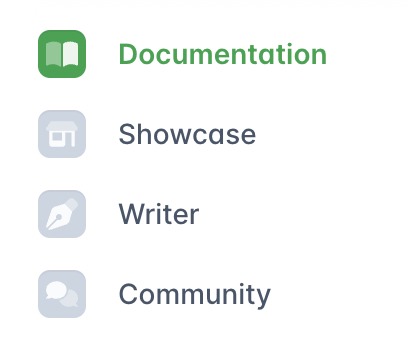 Documentation
Showcase
Writer
Community